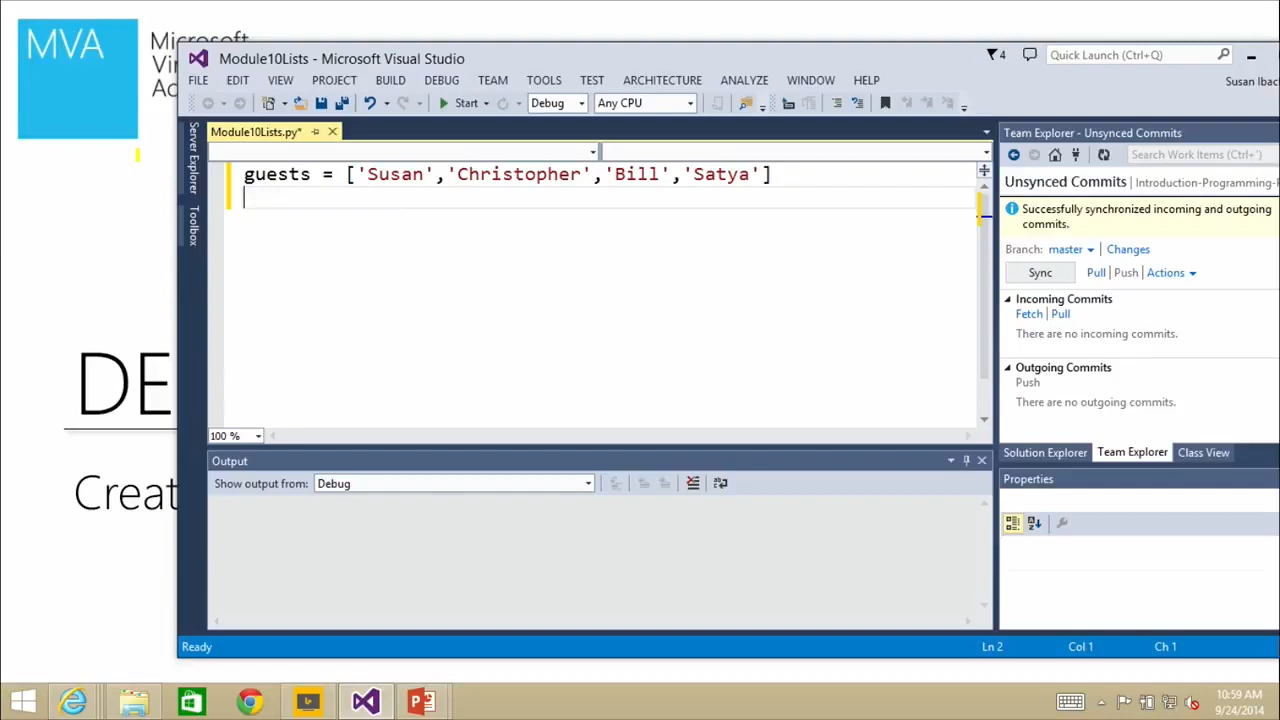 MVA
Microsoft
Module10Lists - Microsoft Visual Studio
4
Quick Launch (Ctrl+Q)
FILE EDIT VIEW PROJECT BUILD DEBUG TEAM TOOLS TEST ARCHITECTURE ANALYZE WINDOW HELP
Susan Ibac
Start Debug Any CPU
Server Explorer
Toolbox
Module10Lists.py*
guests = ['Susan','Christopher','Bill','Satya']
100 %
Output
Show output from: Debug
Team Explorer - Unsynced Commits
Search Work Items (Ctrl+')
Unsynced Commits Introduction-Programming-P
Successfully synchronized incoming and outgoing
commits.
Branch: master Changes
Sync Pull Push Actions
Incoming Commits
Fetch Pull
There are no incoming commits.
Outgoing Commits
Push
There are no outgoing commits.
Solution Explorer Team Explorer Class View
Properties
DE
Creat
Ready Ln 2 Col 1 Ch 1
10:59 AM
9/24/2014